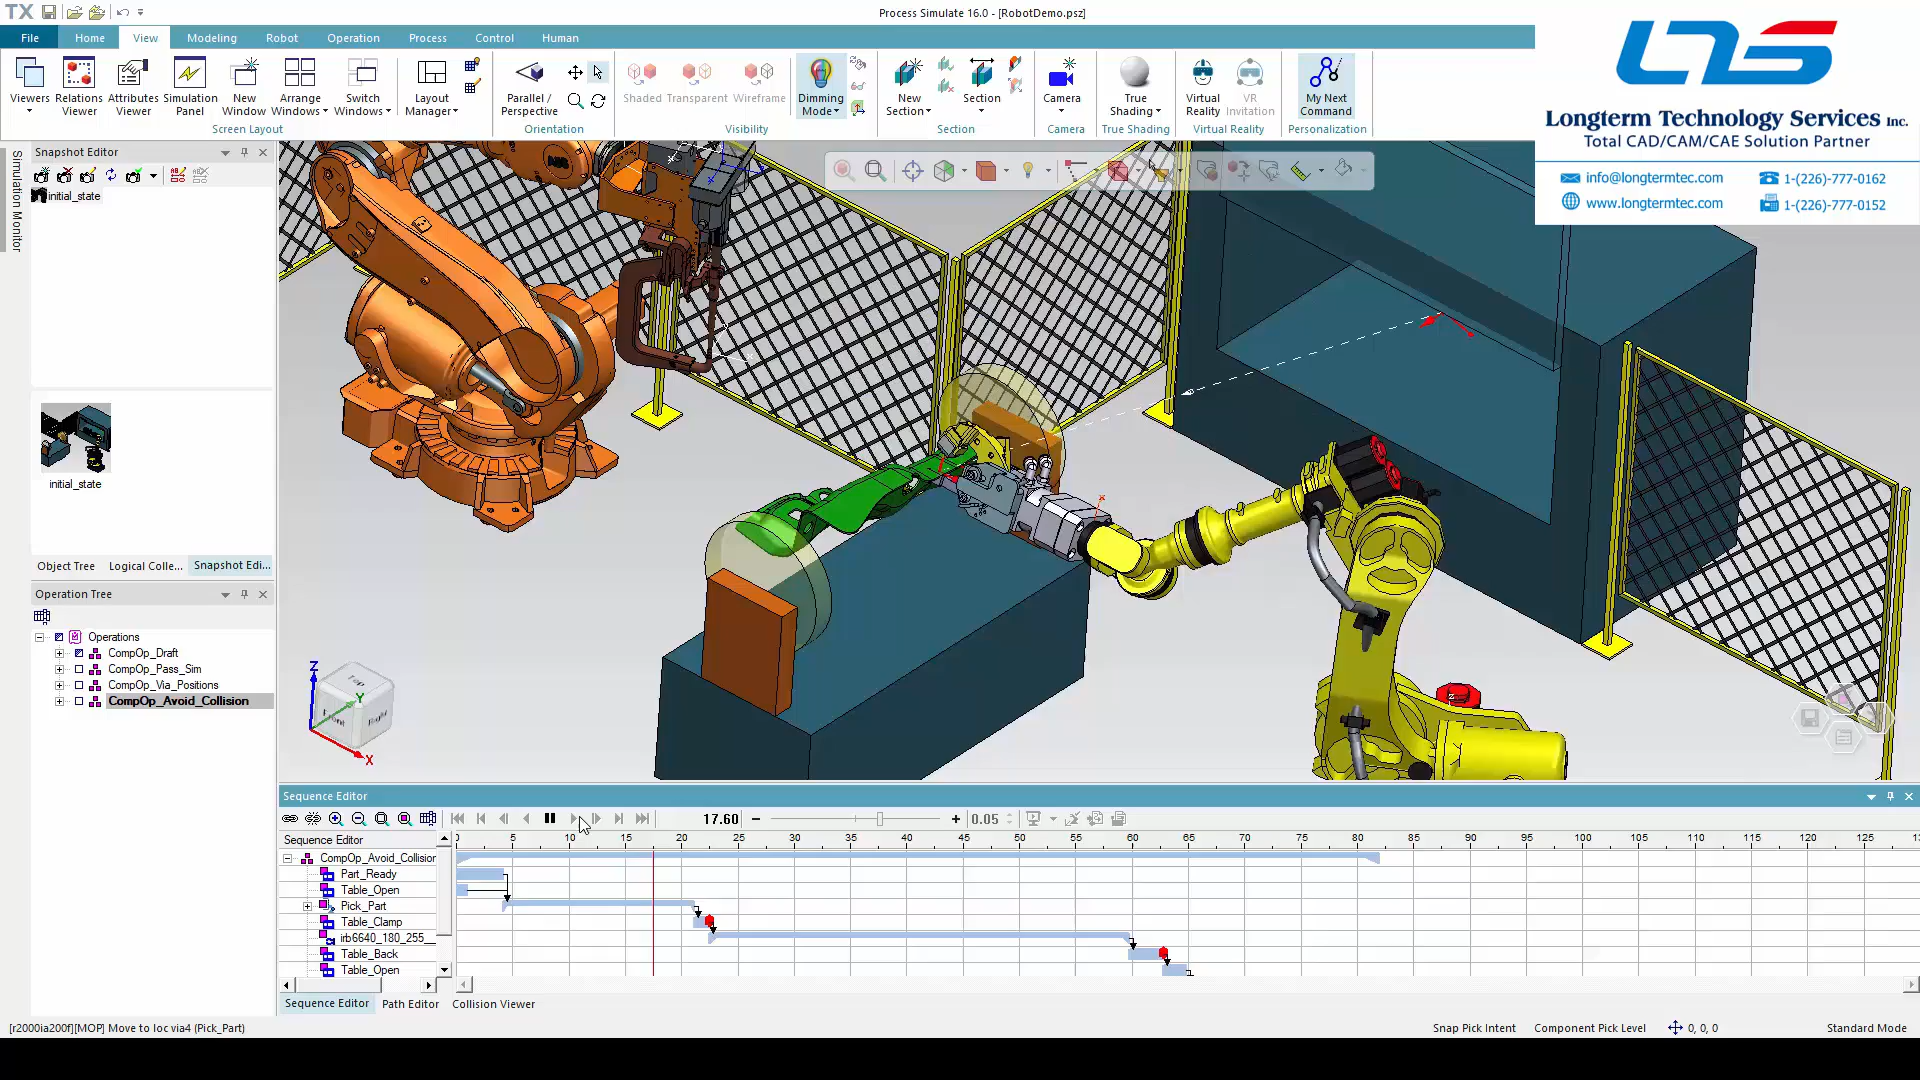 TX
Process Simulate 16.0 - [RobotDemo.psz]
File Home View Modeling Robot Operation Process Control Human
Viewers
Relations Viewer
Attributes Viewer
Simulation Panel
New Window
Arrange Windows
Switch Windows
Screen Layout
Layout Manager
Parallel / Perspective
Orientation
Shaded Transparent Wireframe
Dimming Mode
Visibility
New Section
Section
Section
Camera
Camera
True Shading
True Shading
Virtual Reality
VR Invitation
Virtual Reality
My Next Command
Personalization
LTS
Longterm Technology Services Inc.
Total CAD/CAM/CAE Solution Partner
info@longtermtec.com 1-(226)-777-0162
www.longtermtec.com 1-(226)-777-0152
Simulation Monitor
Snapshot Editor
initial_state
initial_state
Object Tree Logical Colle... Snapshot Edi...
Operation Tree
Operations
CompOp_Draft
CompOp_Pass_Sim
CompOp_Via_Positions
CompOp_Avoid_Collision
ABB
Z
Y
X
Top
Front
Right
Sequence Editor
17.60 0.05
Sequence Editor
5 10 15 20 25 30 35 40 45 50 55 60 65 70 75 80 85 90 95 100 105 110 115 120 125
CompOp_Avoid_Collision
Part_Ready
Table_Open
Pick_Part
Table_Clamp
irb6640_180_255__
Table_Back
Table_Open
Sequence Editor Path Editor Collision Viewer
[r2000ia200f][MOP] Move to loc via4 (Pick_Part)
Snap Pick Intent Component Pick Level 0, 0, 0 Standard Mode